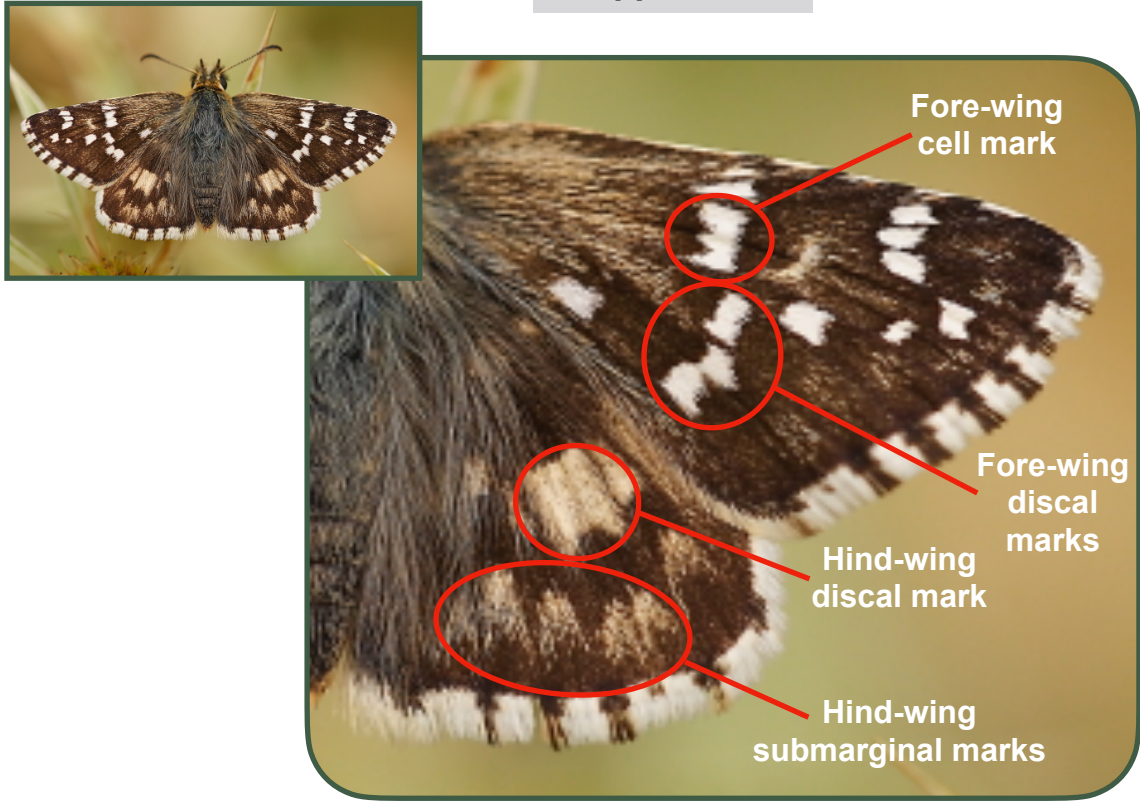 Fore-wing
cell mark
Fore-wing
discal
marks
Hind-wing
discal mark
Hind-wing
submarginal marks